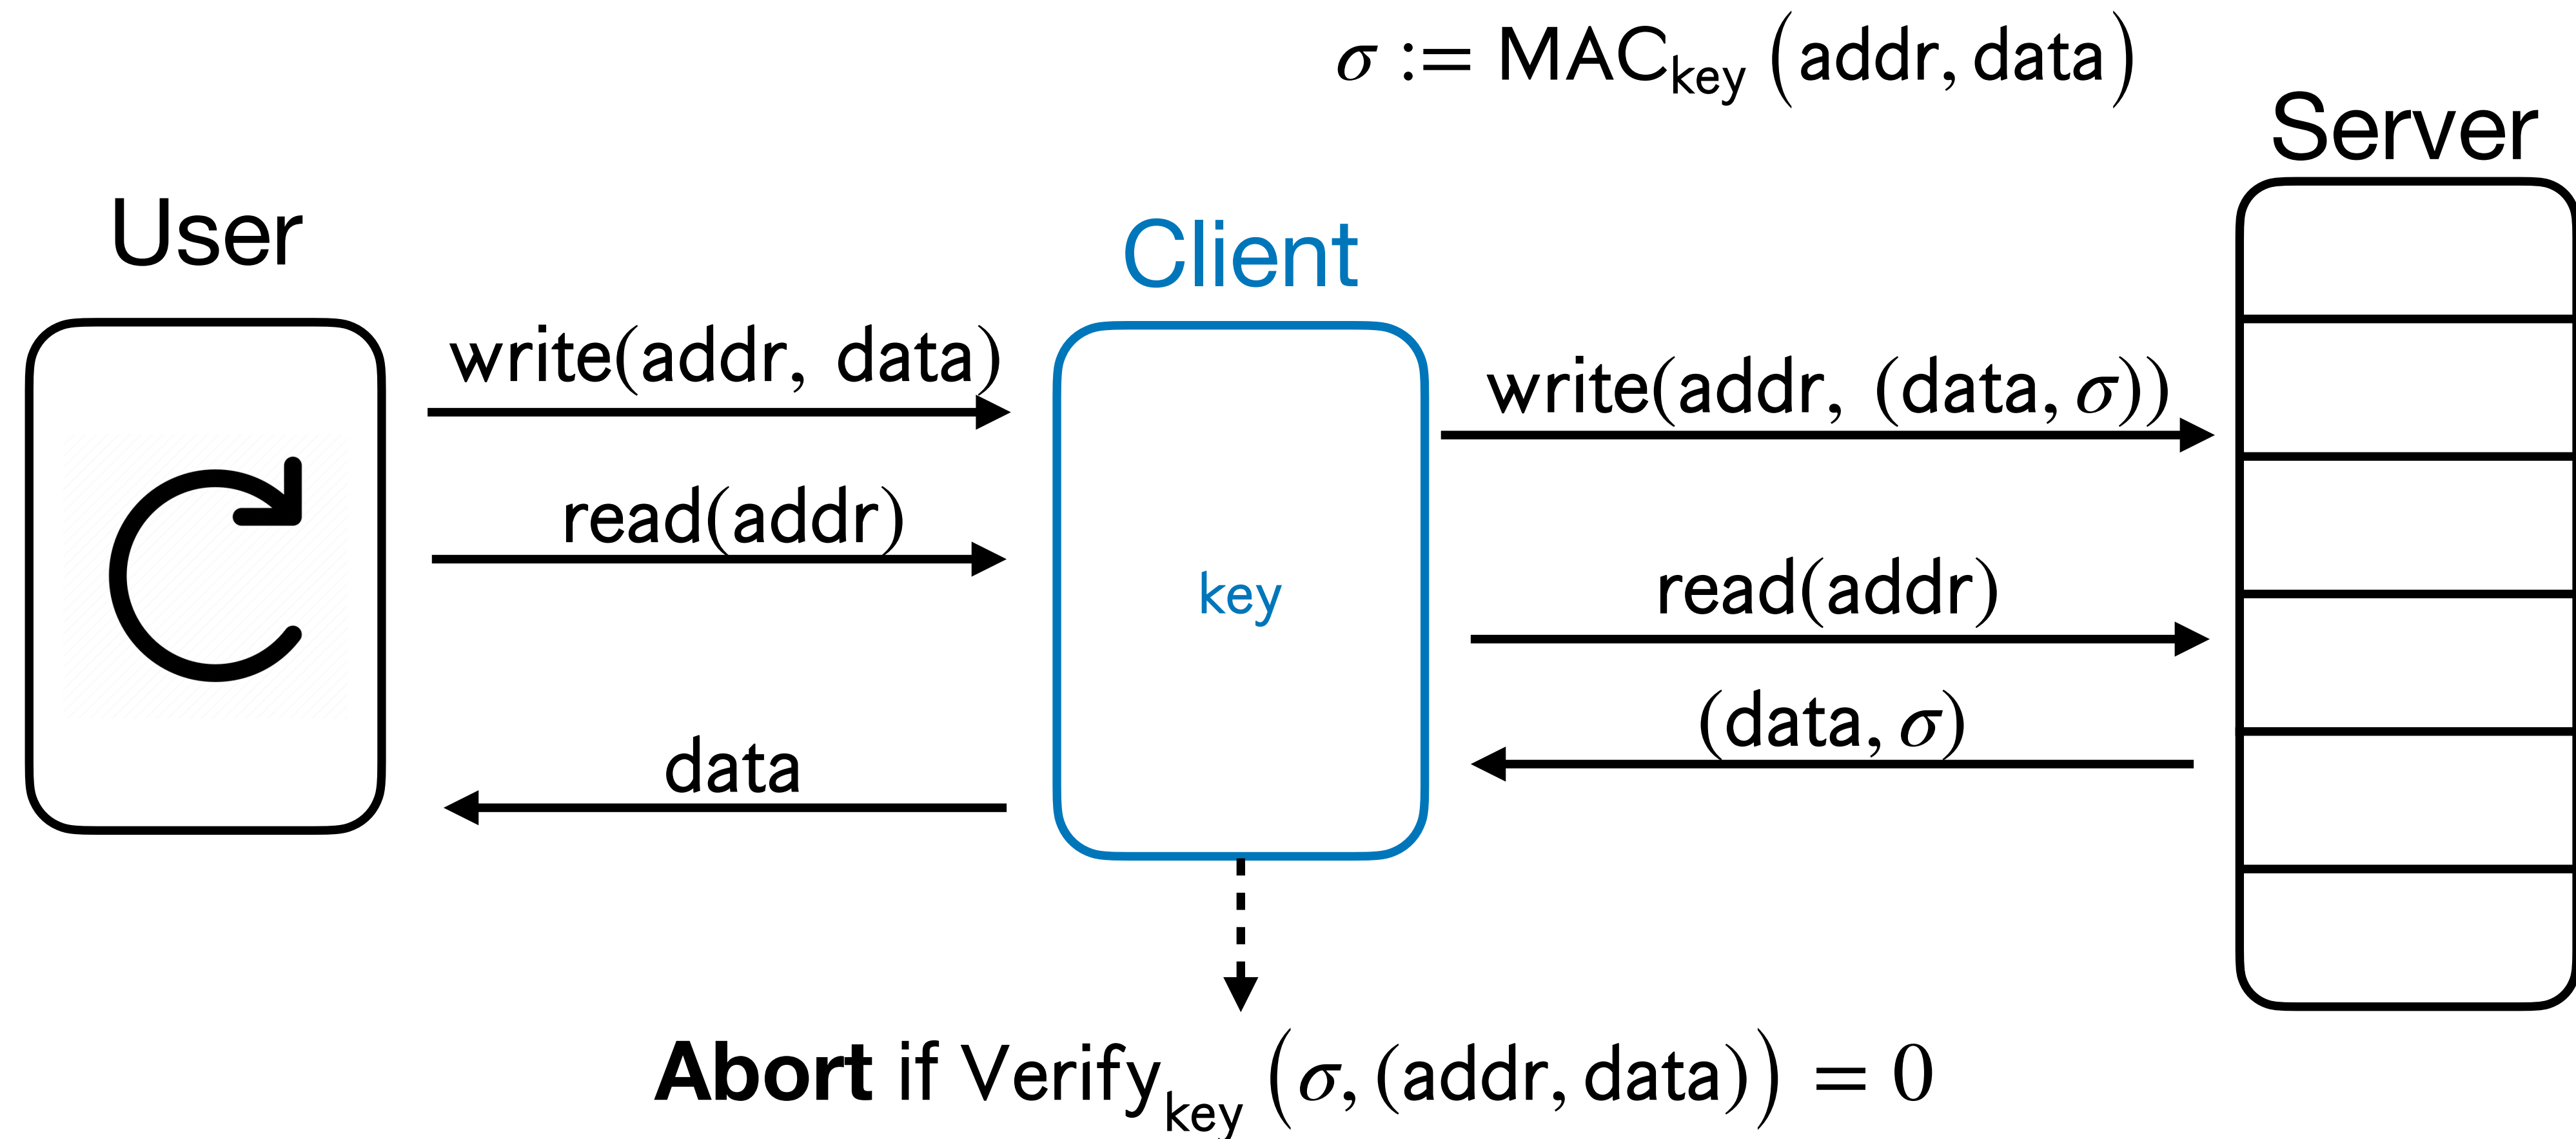 σ := MAC_key (addr, data)
Server
User
Client
write(addr, data)
write(addr, (data, σ))
read(addr)
key
read(addr)
(data, σ)
data
Abort if Verify_key (σ, (addr, data)) = 0